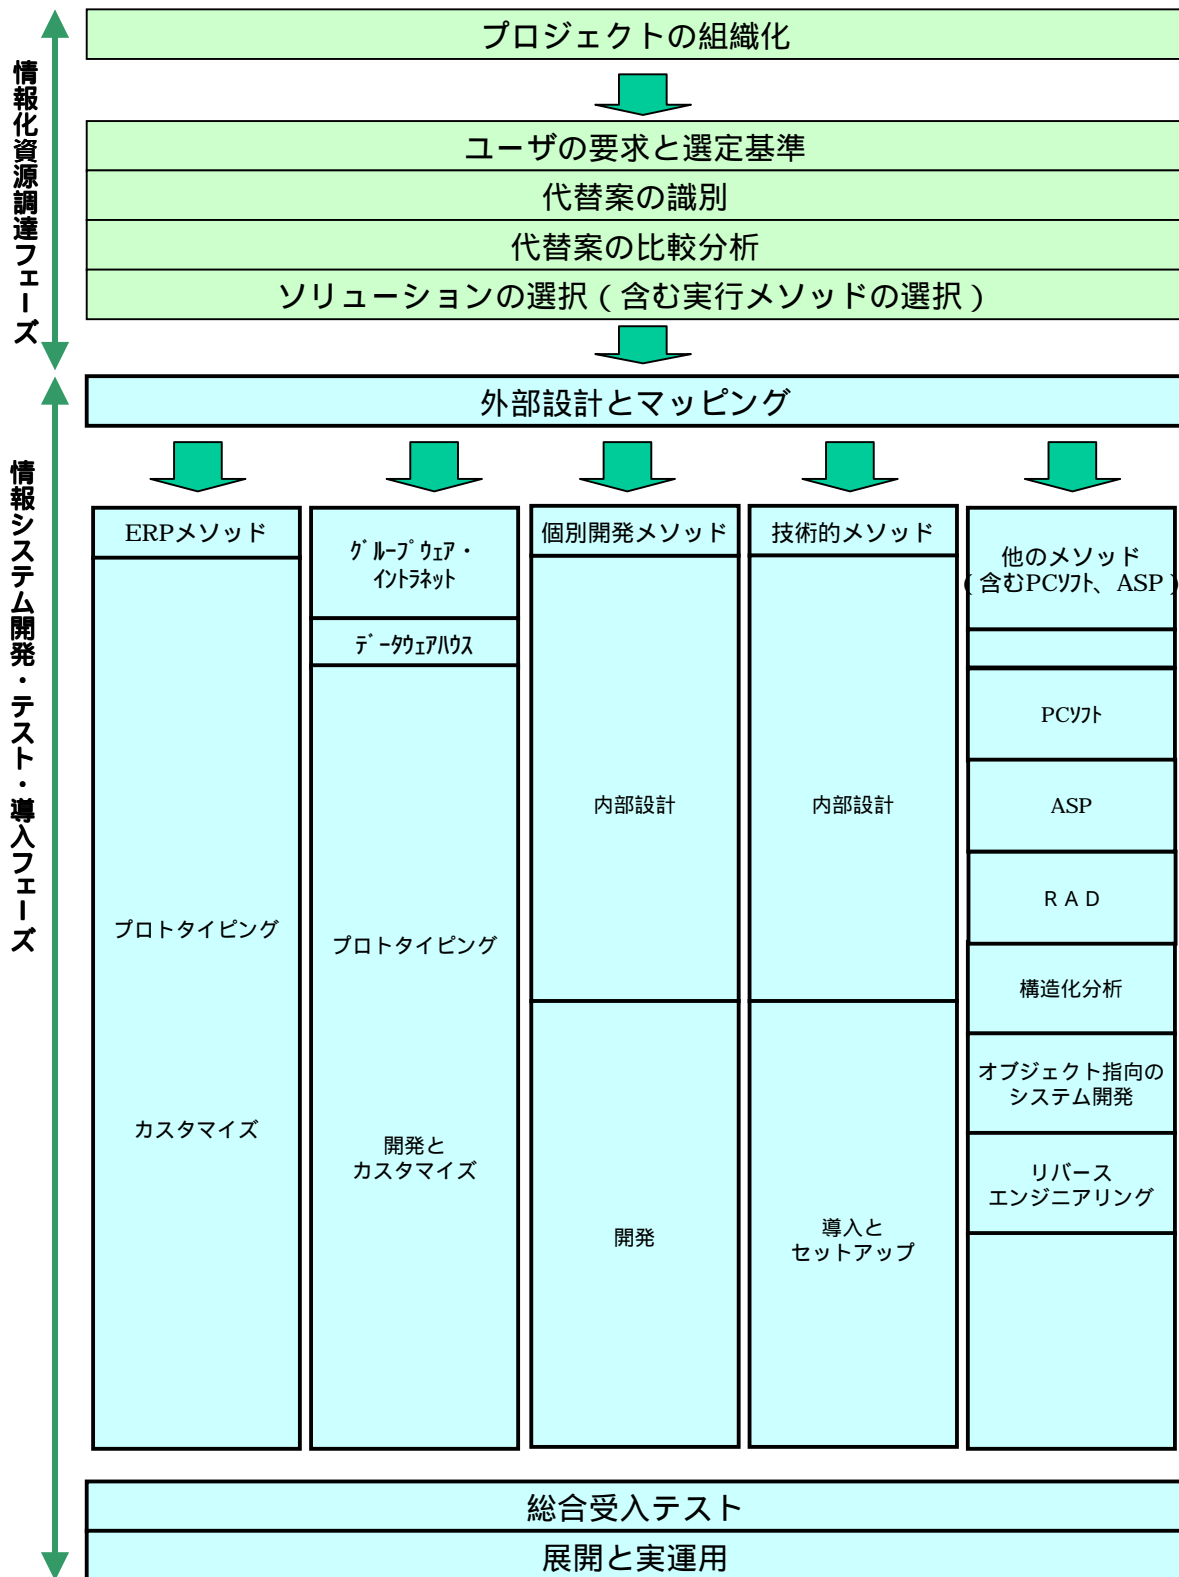 情報化資源調達フェーズ
プロジェクトの組織化
ユーザの要求と選定基準
代替案の識別
代替案の比較分析
ソリューションの選択（含む実行メソッドの選択）
情報システム開発・テスト・導入フェーズ
外部設計とマッピング
ERPメソッド
プロトタイピング
カスタマイズ
ｸﾞﾙｰﾌﾟｳｪｱ・
ｲﾝﾄﾗﾈｯﾄ
ﾃﾞｰﾀｳｪｱﾊｳｽ
プロトタイピング
開発と
カスタマイズ
個別開発メソッド
内部設計
開発
技術的メソッド
内部設計
導入と
セットアップ
他のメソッド
（含むPCｿﾌﾄ、ASP）
PCｿﾌﾄ
ASP
ＲＡＤ
構造化分析
オブジェクト指向の
システム開発
リバース
エンジニアリング
総合受入テスト
展開と実運用